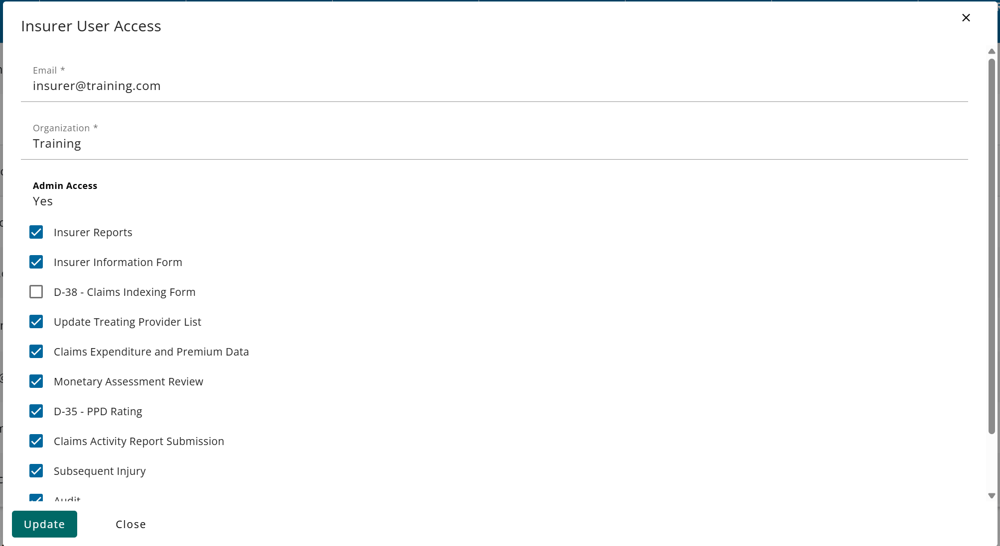 Insurer User Access
Email *
insurer@training.com
Organization *
Training
Admin Access
Yes
Insurer Reports
Insurer Information Form
D-38 - Claims Indexing Form
Update Treating Provider List
Claims Expenditure and Premium Data
Monetary Assessment Review
D-35 - PPD Rating
Claims Activity Report Submission
Subsequent Injury
Audit
Update
Close